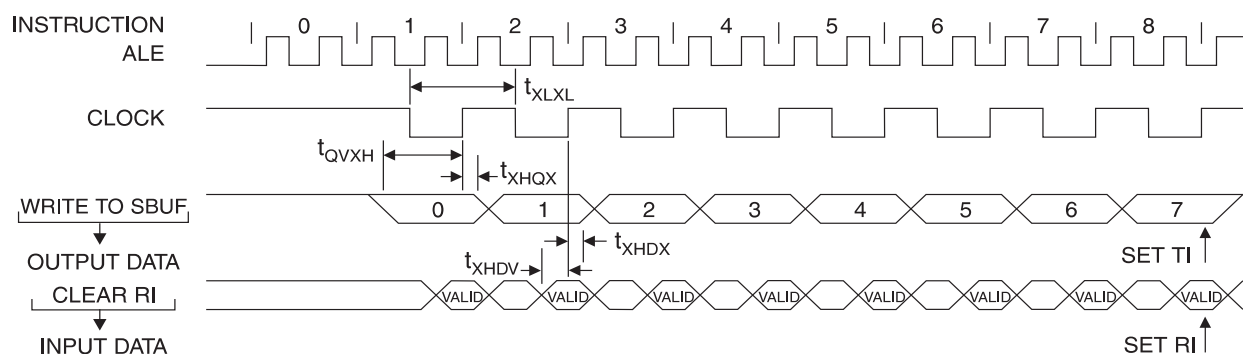 INSTRUCTION 0 1 2 3 4 5 6 7 8
ALE
tXLXL
CLOCK
tQVXH
tXHQX
WRITE TO SBUF 0 1 2 3 4 5 6 7
tXHDX
SET TI
OUTPUT DATA
tXHDV
CLEAR RI VALID VALID VALID VALID VALID VALID VALID VALID
INPUT DATA
SET RI